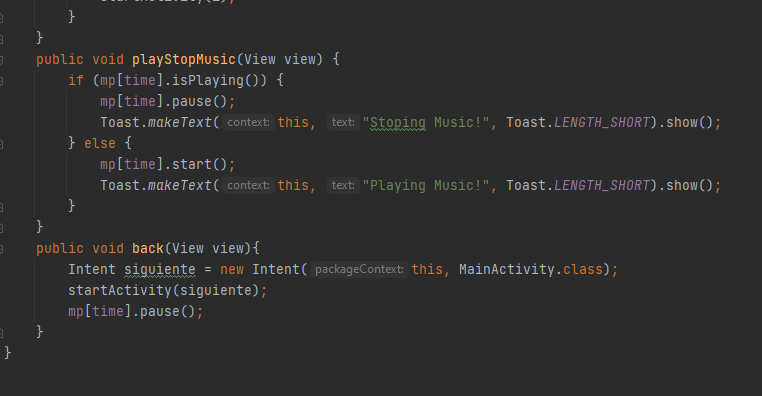 }
}
public void playStopMusic(View view) {
if (mp[time].isPlaying()) {
mp[time].pause();
Toast.makeText( context: this, text: "Stoping Music!", Toast.LENGTH_SHORT).show();
} else {
mp[time].start();
Toast.makeText( context: this, text: "Playing Music!", Toast.LENGTH_SHORT).show();
}
}
public void back(View view){
Intent siguiente = new Intent( packageContext: this, MainActivity.class);
startActivity(siguiente);
mp[time].pause();
}
}